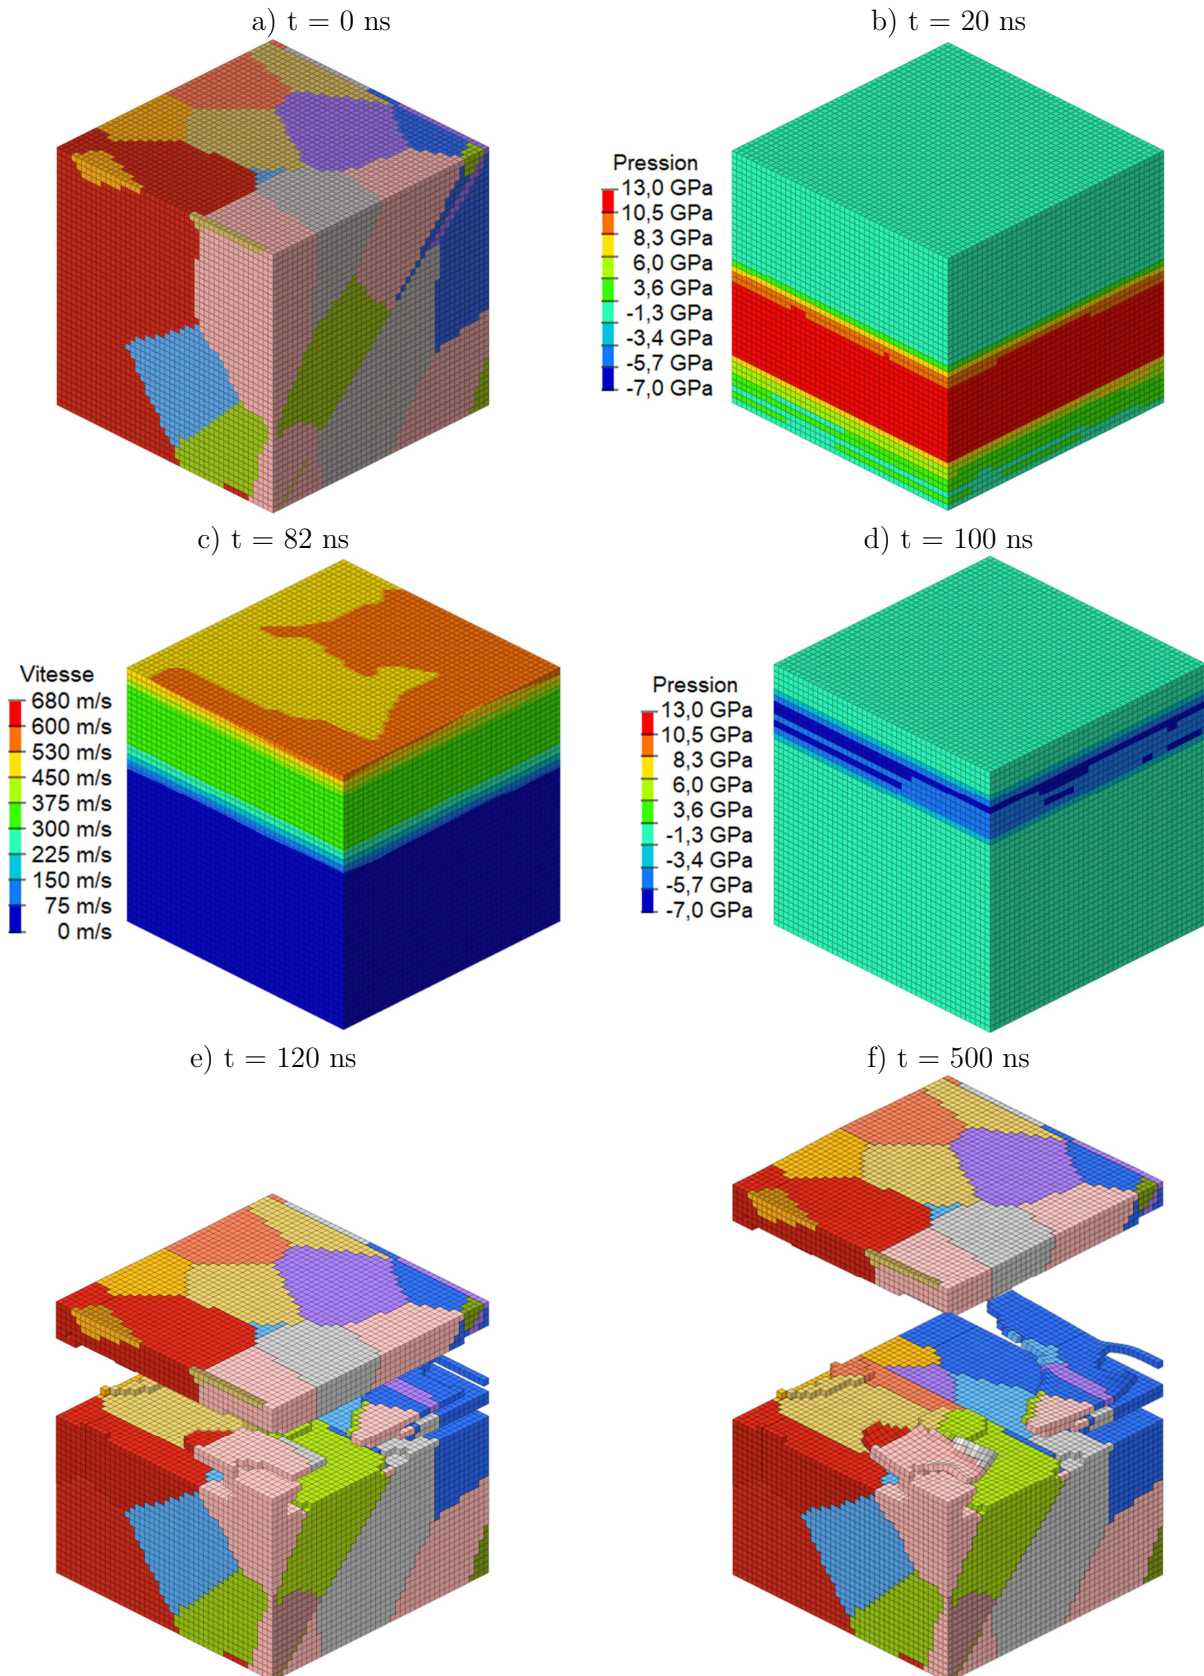 a) t = 0 ns
b) t = 20 ns
Pression
13,0 GPa
10,5 GPa
8,3 GPa
6,0 GPa
3,6 GPa
-1,3 GPa
-3,4 GPa
-5,7 GPa
-7,0 GPa
c) t = 82 ns
d) t = 100 ns
Vitesse
680 m/s
600 m/s
530 m/s
450 m/s
375 m/s
300 m/s
225 m/s
150 m/s
75 m/s
0 m/s
Pression
13,0 GPa
10,5 GPa
8,3 GPa
6,0 GPa
3,6 GPa
-1,3 GPa
-3,4 GPa
-5,7 GPa
-7,0 GPa
e) t = 120 ns
f) t = 500 ns